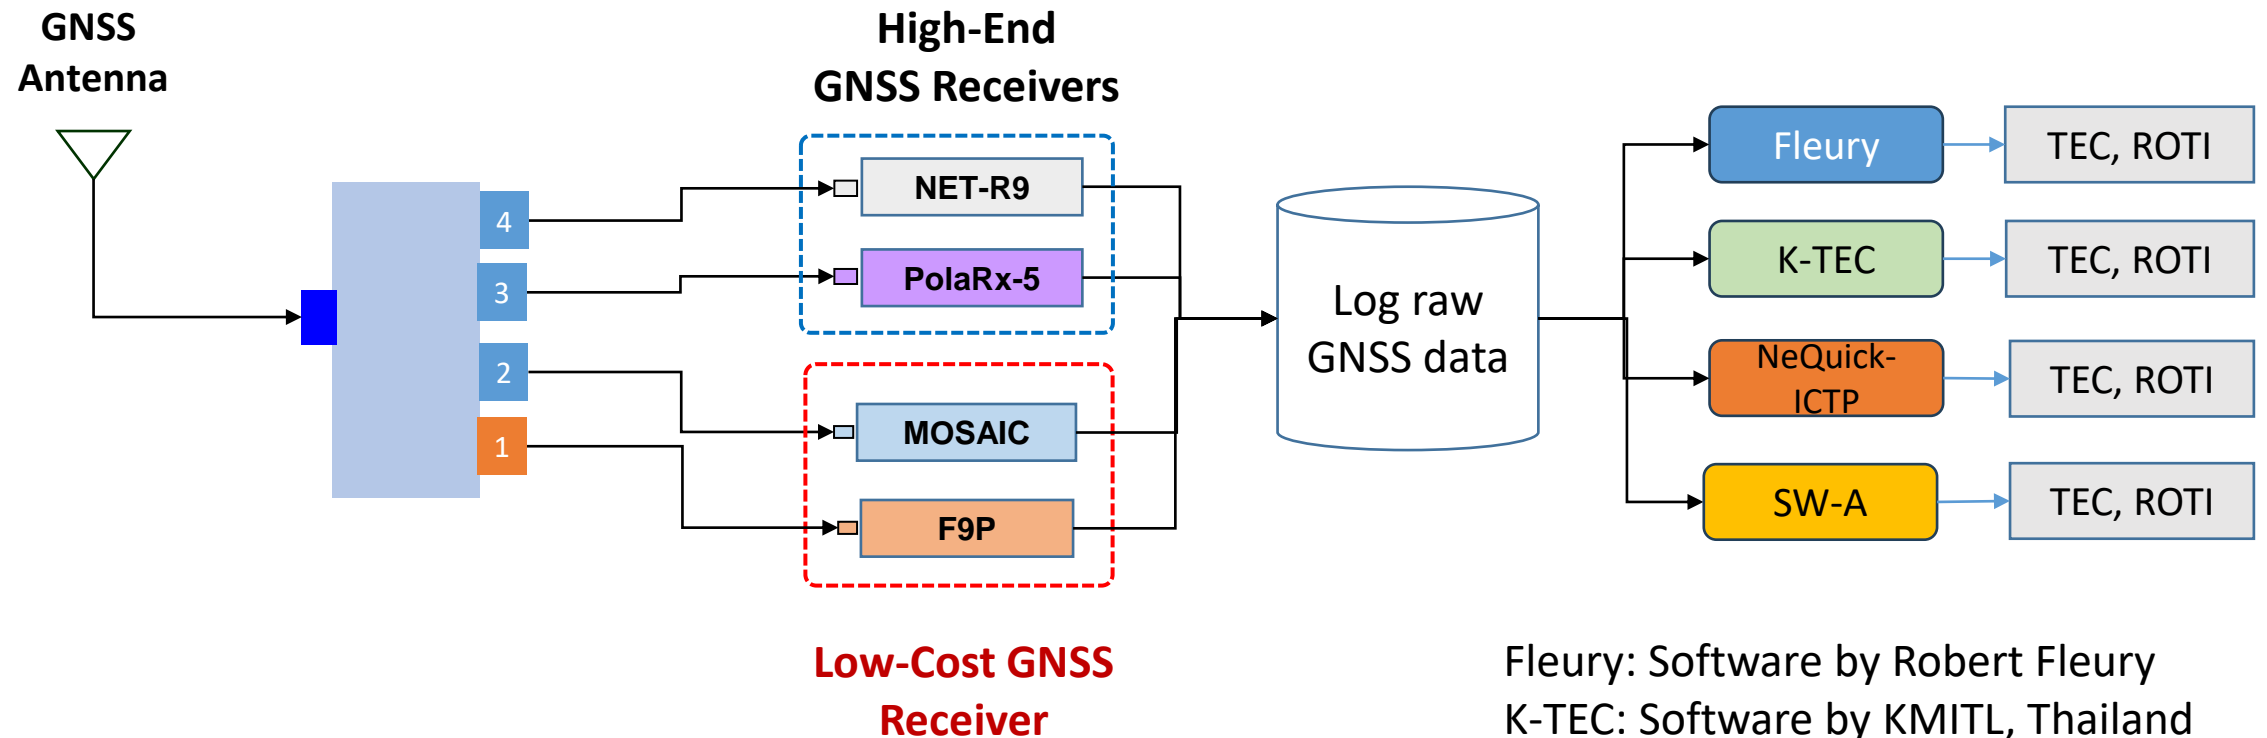 GNSS
Antenna
High-End
GNSS Receivers
4
3
2
1
NET-R9
PolaRx-5
MOSAIC
F9P
Low-Cost GNSS
Receiver
Log raw
GNSS data
Fleury
TEC, ROTI
K-TEC
TEC, ROTI
NeQuick-
ICTP
TEC, ROTI
SW-A
TEC, ROTI
Fleury: Software by Robert Fleury
K-TEC: Software by KMITL, Thailand